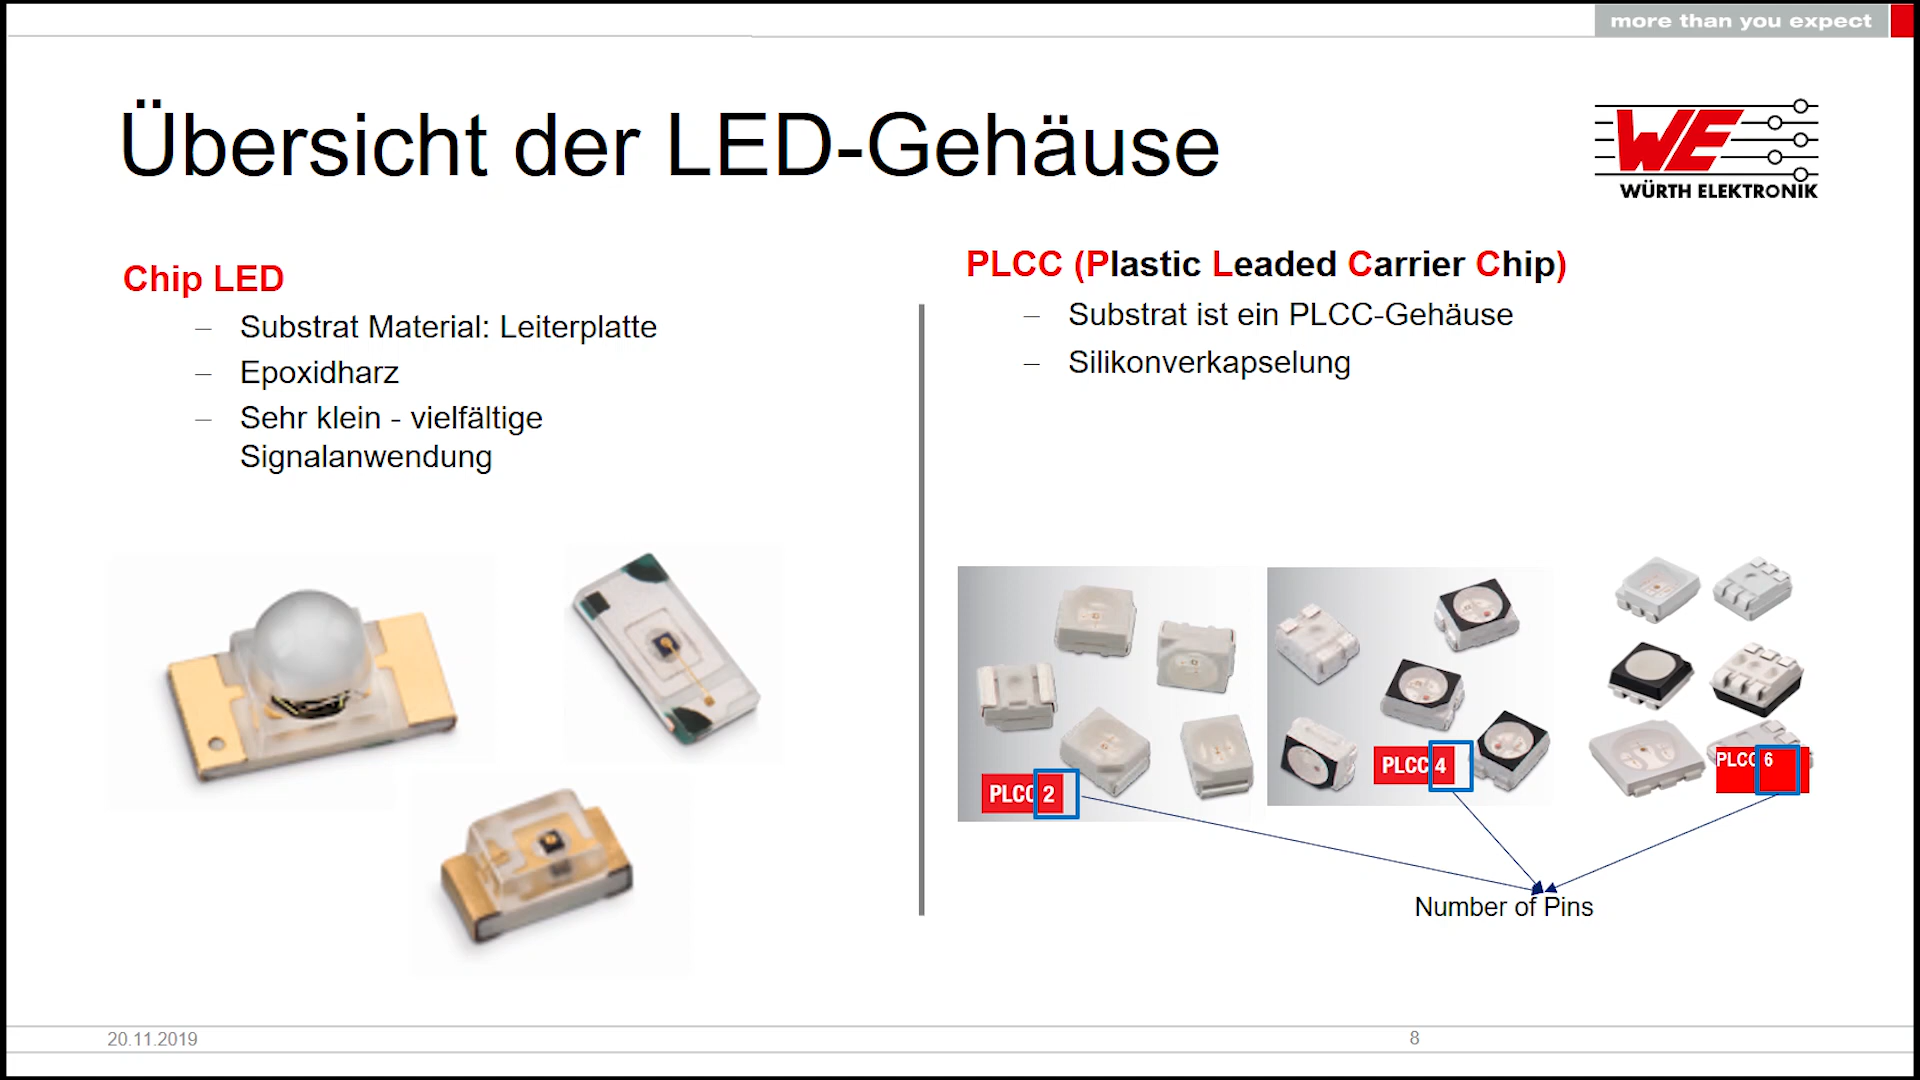 more than you expect
Übersicht der LED-Gehäuse
WE
WÜRTH ELEKTRONIK
Chip LED
– Substrat Material: Leiterplatte
– Epoxidharz
– Sehr klein - vielfältige
Signalanwendung
PLCC (Plastic Leaded Carrier Chip)
– Substrat ist ein PLCC-Gehäuse
– Silikonverkapselung
PLCC 2
PLCC 4
PLCC 6
Number of Pins
20.11.2019
8